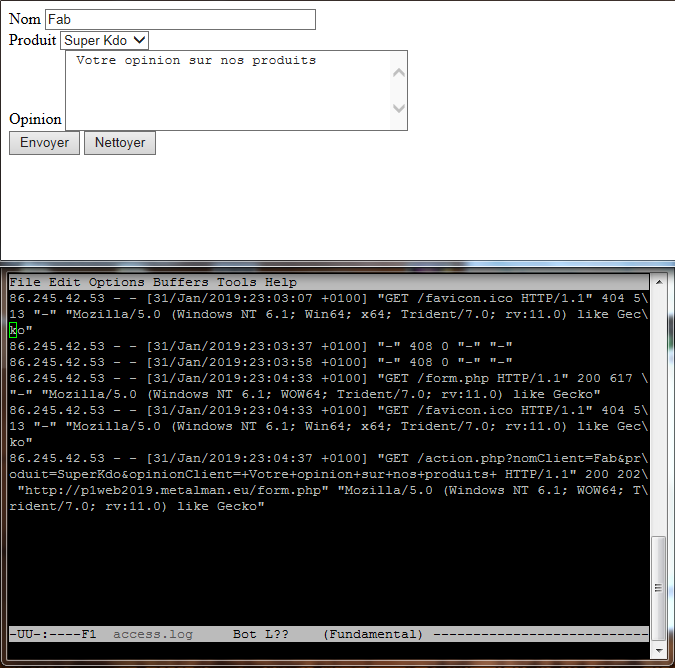 Nom Fab
Produit Super Kdo
Votre opinion sur nos produits
Opinion
Envoyer Nettoyer
File Edit Options Buffers Tools Help
86.245.42.53 - - [31/Jan/2019:23:03:07 +0100] "GET /favicon.ico HTTP/1.1" 404 5\
13 "-" "Mozilla/5.0 (Windows NT 6.1; Win64; x64; Trident/7.0; rv:11.0) like Gec\
ko"
86.245.42.53 - - [31/Jan/2019:23:03:37 +0100] "-" 408 0 "-" "-"
86.245.42.53 - - [31/Jan/2019:23:03:58 +0100] "-" 408 0 "-" "-"
86.245.42.53 - - [31/Jan/2019:23:04:33 +0100] "GET /form.php HTTP/1.1" 200 617 \
"-" "Mozilla/5.0 (Windows NT 6.1; WOW64; Trident/7.0; rv:11.0) like Gecko"
86.245.42.53 - - [31/Jan/2019:23:04:33 +0100] "GET /favicon.ico HTTP/1.1" 404 5\
13 "-" "Mozilla/5.0 (Windows NT 6.1; Win64; x64; Trident/7.0; rv:11.0) like Gec\
ko"
86.245.42.53 - - [31/Jan/2019:23:04:37 +0100] "GET /action.php?nomClient=Fab&pr\
oduit=SuperKdo&opinionClient=+Votre+opinion+sur+nos+produits+ HTTP/1.1" 200 202\
"http://p1web2019.metalman.eu/form.php" "Mozilla/5.0 (Windows NT 6.1; WOW64; T\
rident/7.0; rv:11.0) like Gecko"
-UU-:----F1 access.log Bot L?? (Fundamental) ---------------------------